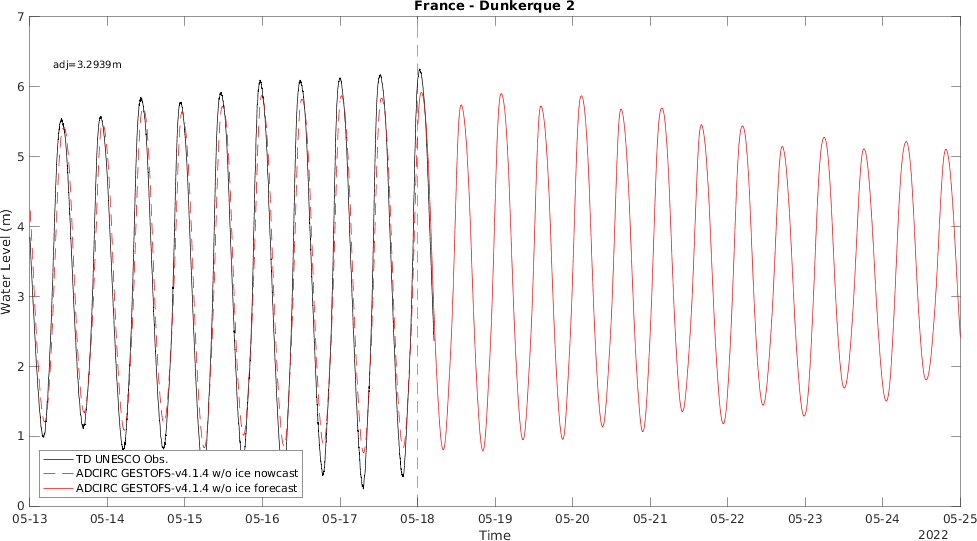 France - Dunkerque 2
7
adj=3.2939m
6
5
4
3
2
1
0
Water Level (m)
TD UNESCO Obs.
ADCIRC GESTOFS-v4.1.4 w/o ice nowcast
ADCIRC GESTOFS-v4.1.4 w/o ice forecast
05-13 05-14 05-15 05-16 05-17 05-18 05-19 05-20 05-21 05-22 05-23 05-24 05-25
Time
2022